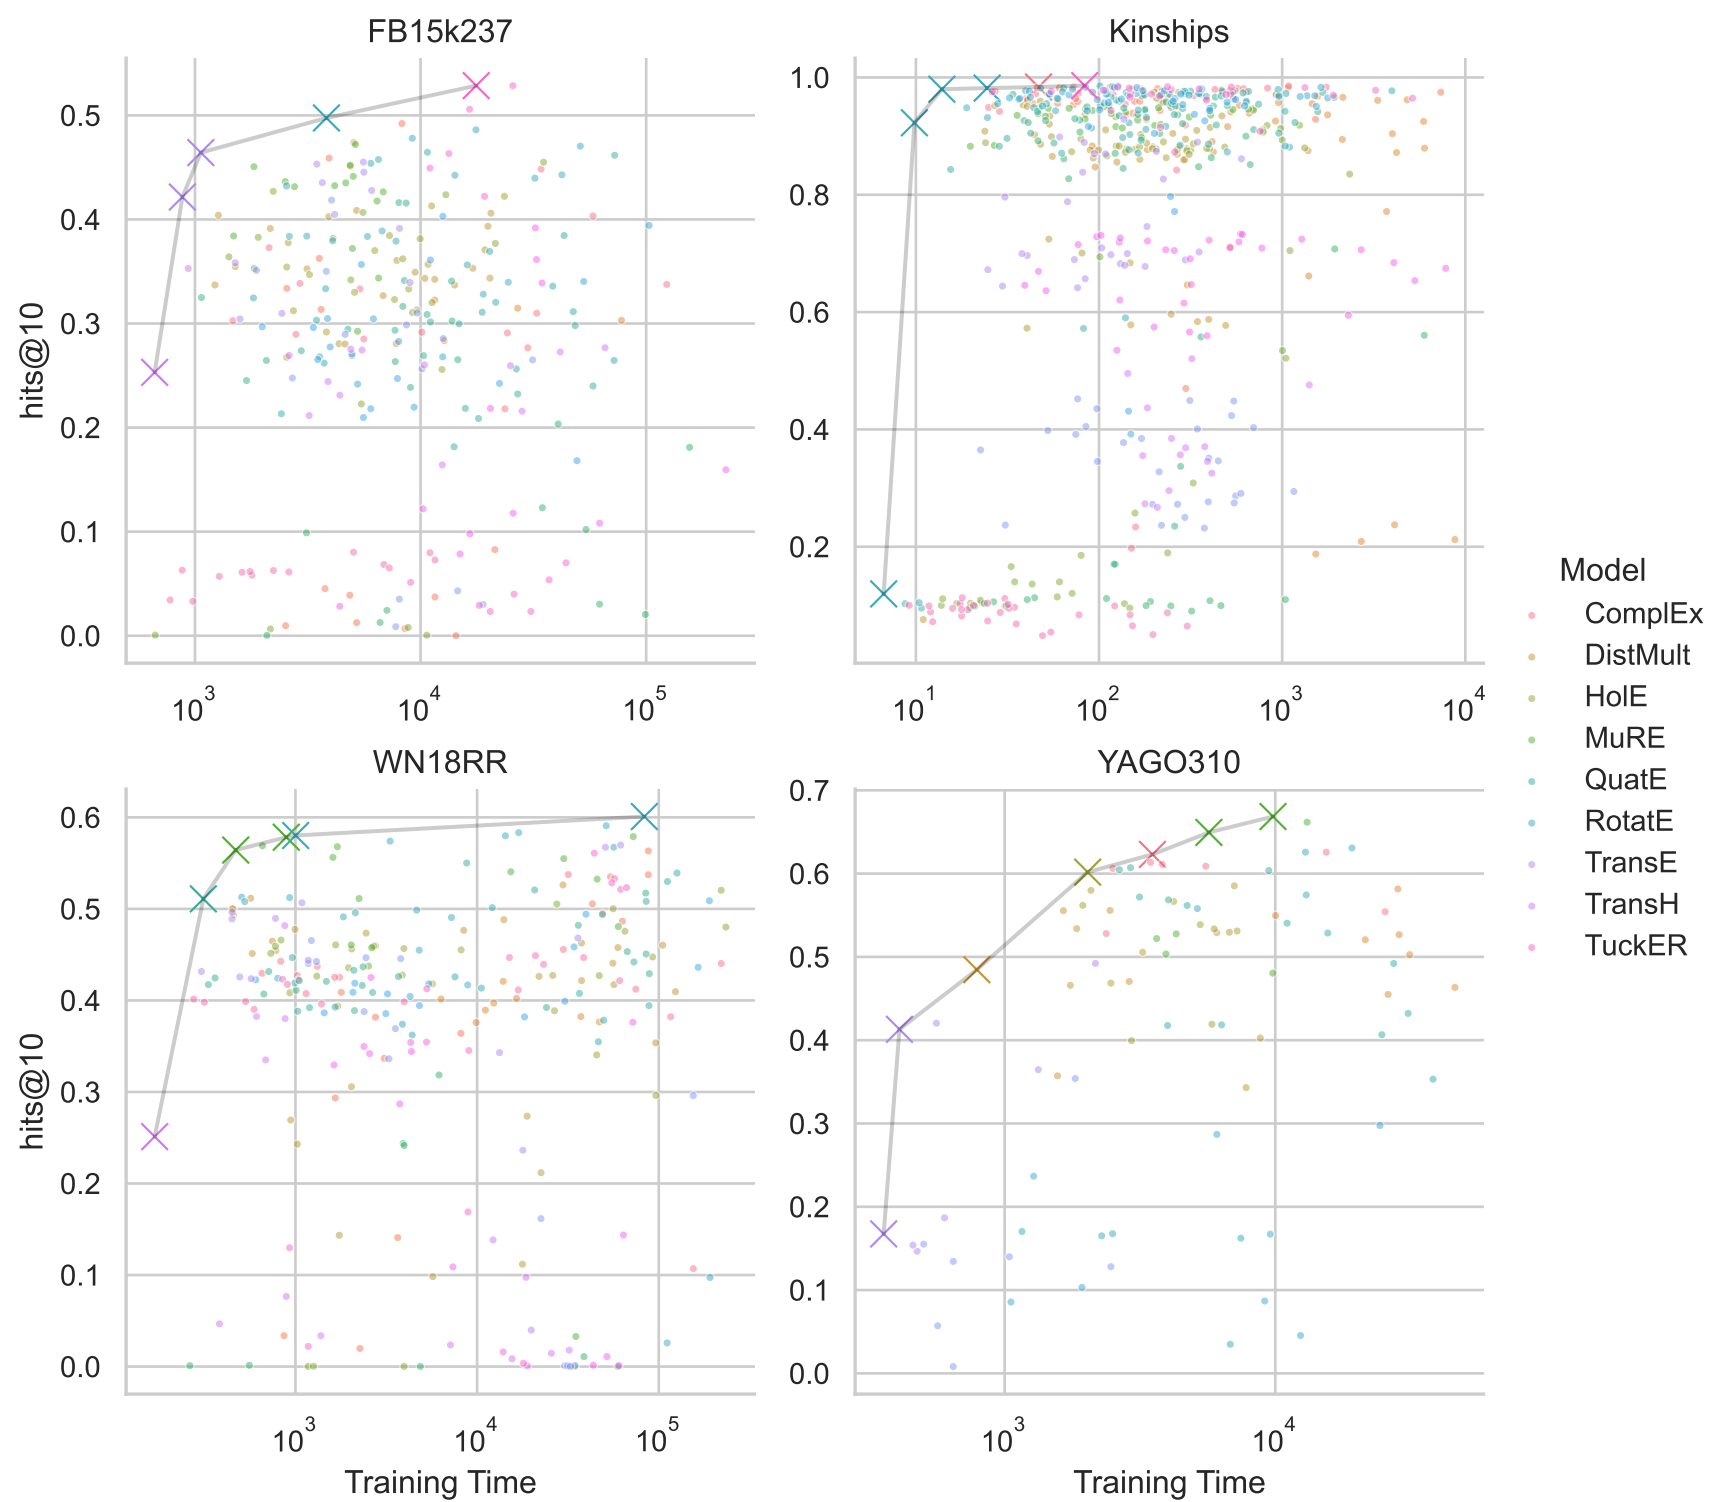 FB15k237
Kinships
hits@10
0.5
0.4
0.3
0.2
0.1
0.0
10^3
10^4
10^5
1.0
0.8
0.6
0.4
0.2
10^1
10^2
10^3
10^4
WN18RR
YAGO310
hits@10
0.6
0.5
0.4
0.3
0.2
0.1
0.0
10^3
10^4
10^5
Training Time
0.7
0.6
0.5
0.4
0.3
0.2
0.1
0.0
10^3
10^4
Training Time
Model
ComplEx
DistMult
HolE
MuRE
QuatE
RotatE
TransE
TransH
TuckER